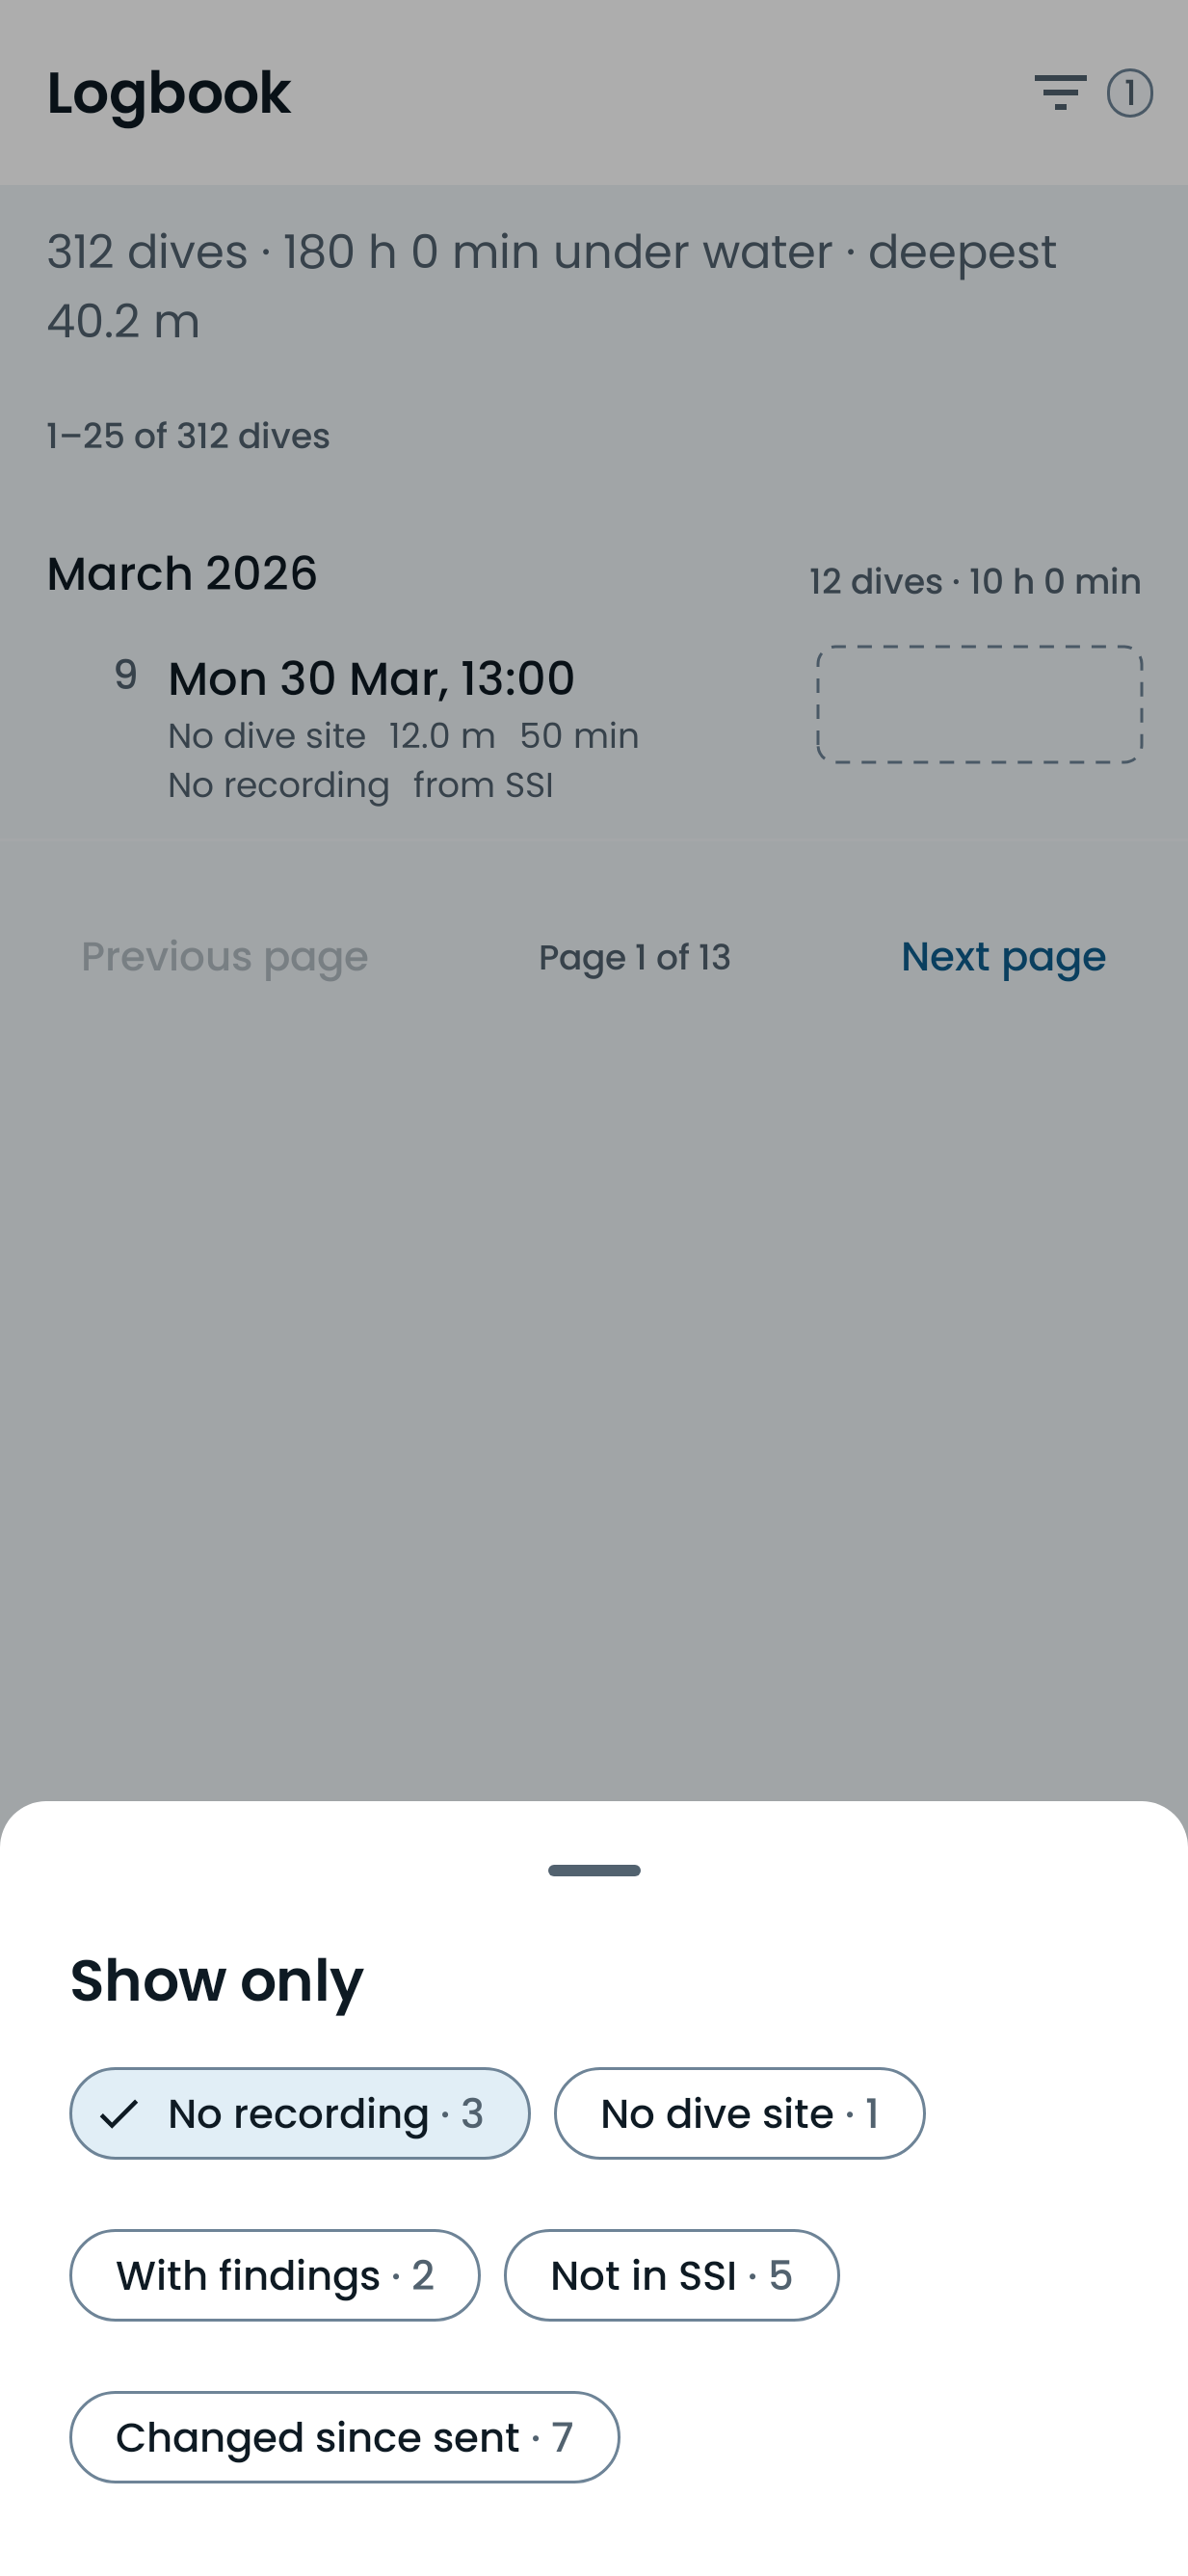 Logbook
1
312 dives · 180 h 0 min under water · deepest
40.2 m
1–25 of 312 dives
March 2026
12 dives · 10 h 0 min
9
Mon 30 Mar, 13:00
No dive site 12.0 m 50 min
No recording from SSI
Previous page
Page 1 of 13
Next page
Show only
No recording · 3
No dive site · 1
With findings · 2
Not in SSI · 5
Changed since sent · 7